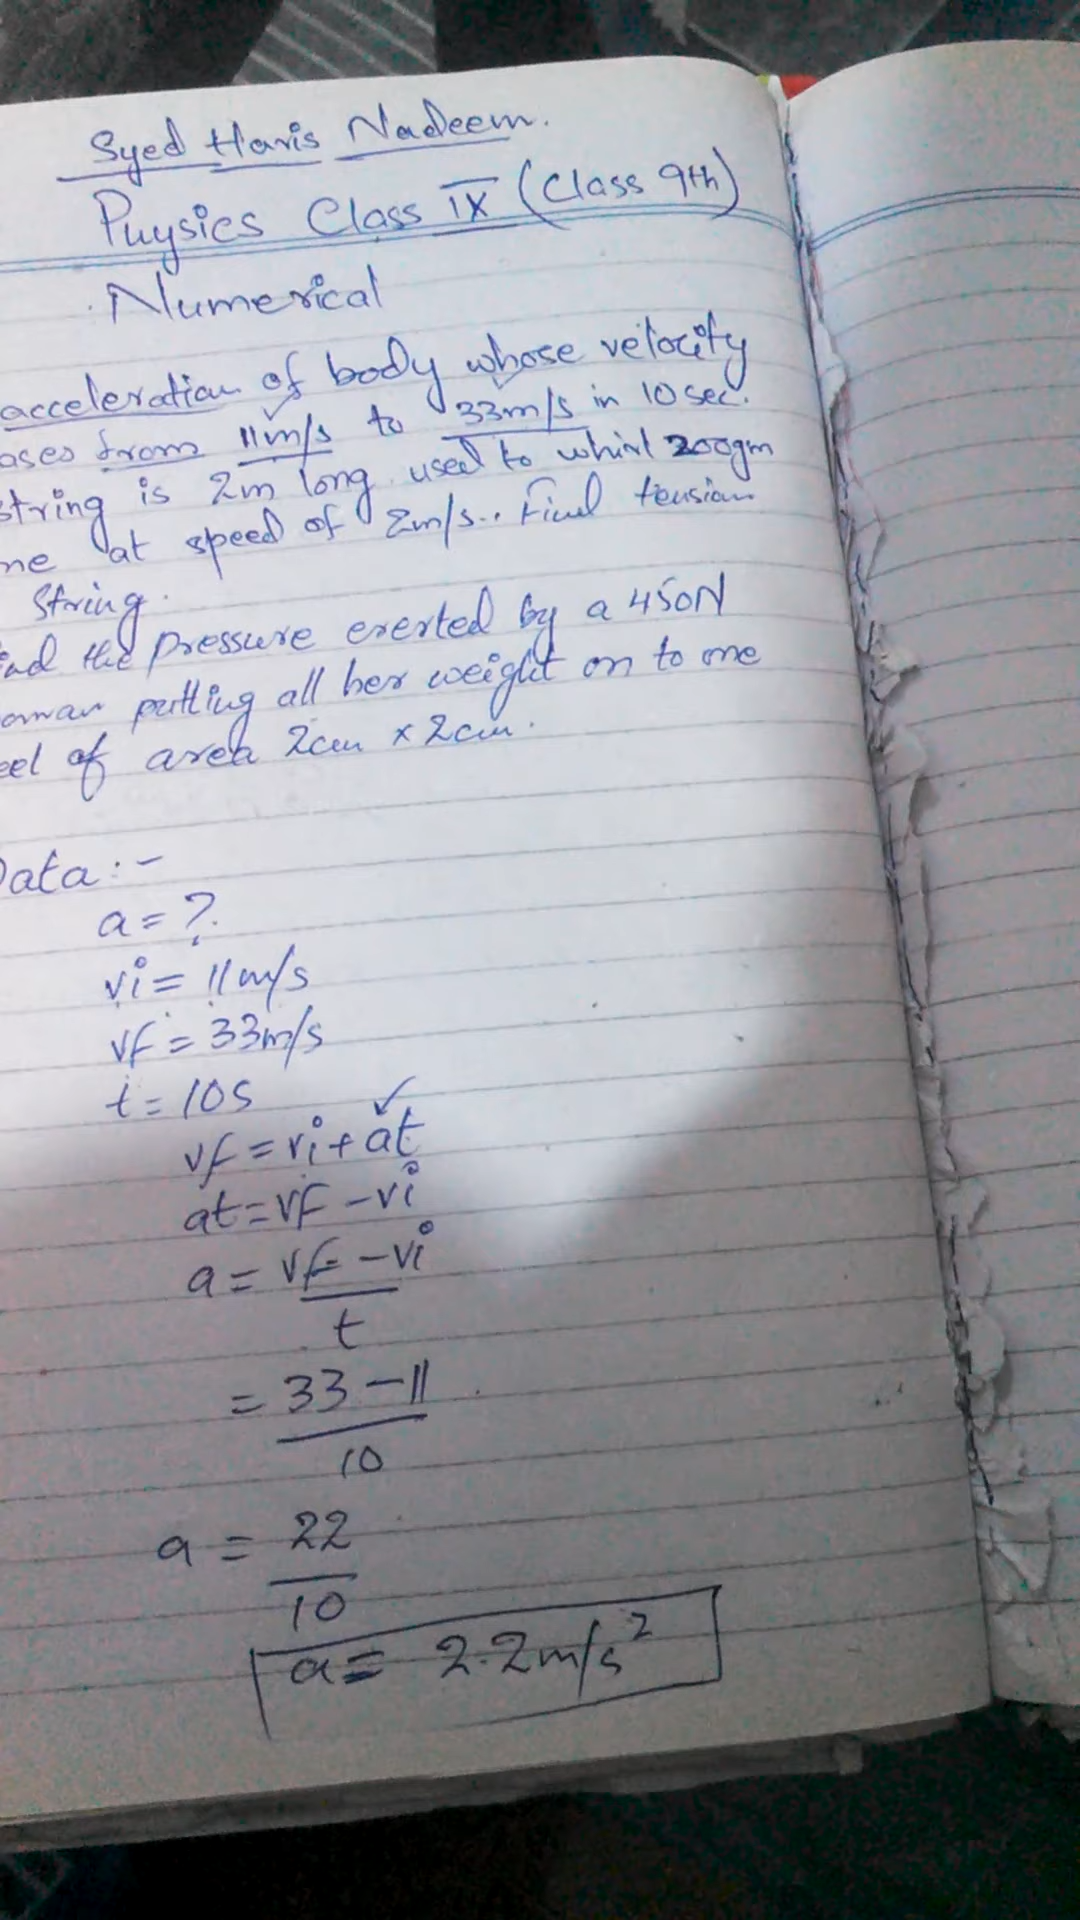 Syed Haris Nadeem.
Physics Class IX (Class 9th)
Numerical
acceleration of body whose velocity
ases from 11m/s to 33m/s in 10 sec.
string is 2m long used to whirl 200gm
ne at speed of 2m/s. Find tension
string.
ind the pressure exerted by a 450N
oman putting all her weight on to one
eel of area 2cm x 2cm.
Data:-
a = ?
vi = 11m/s
vf = 33m/s
t = 10s
vf = vi + at
at = vf - vi
a = vf - vi
t
= 33 - 11
10
a = 22
10
a = 2.2m/s²